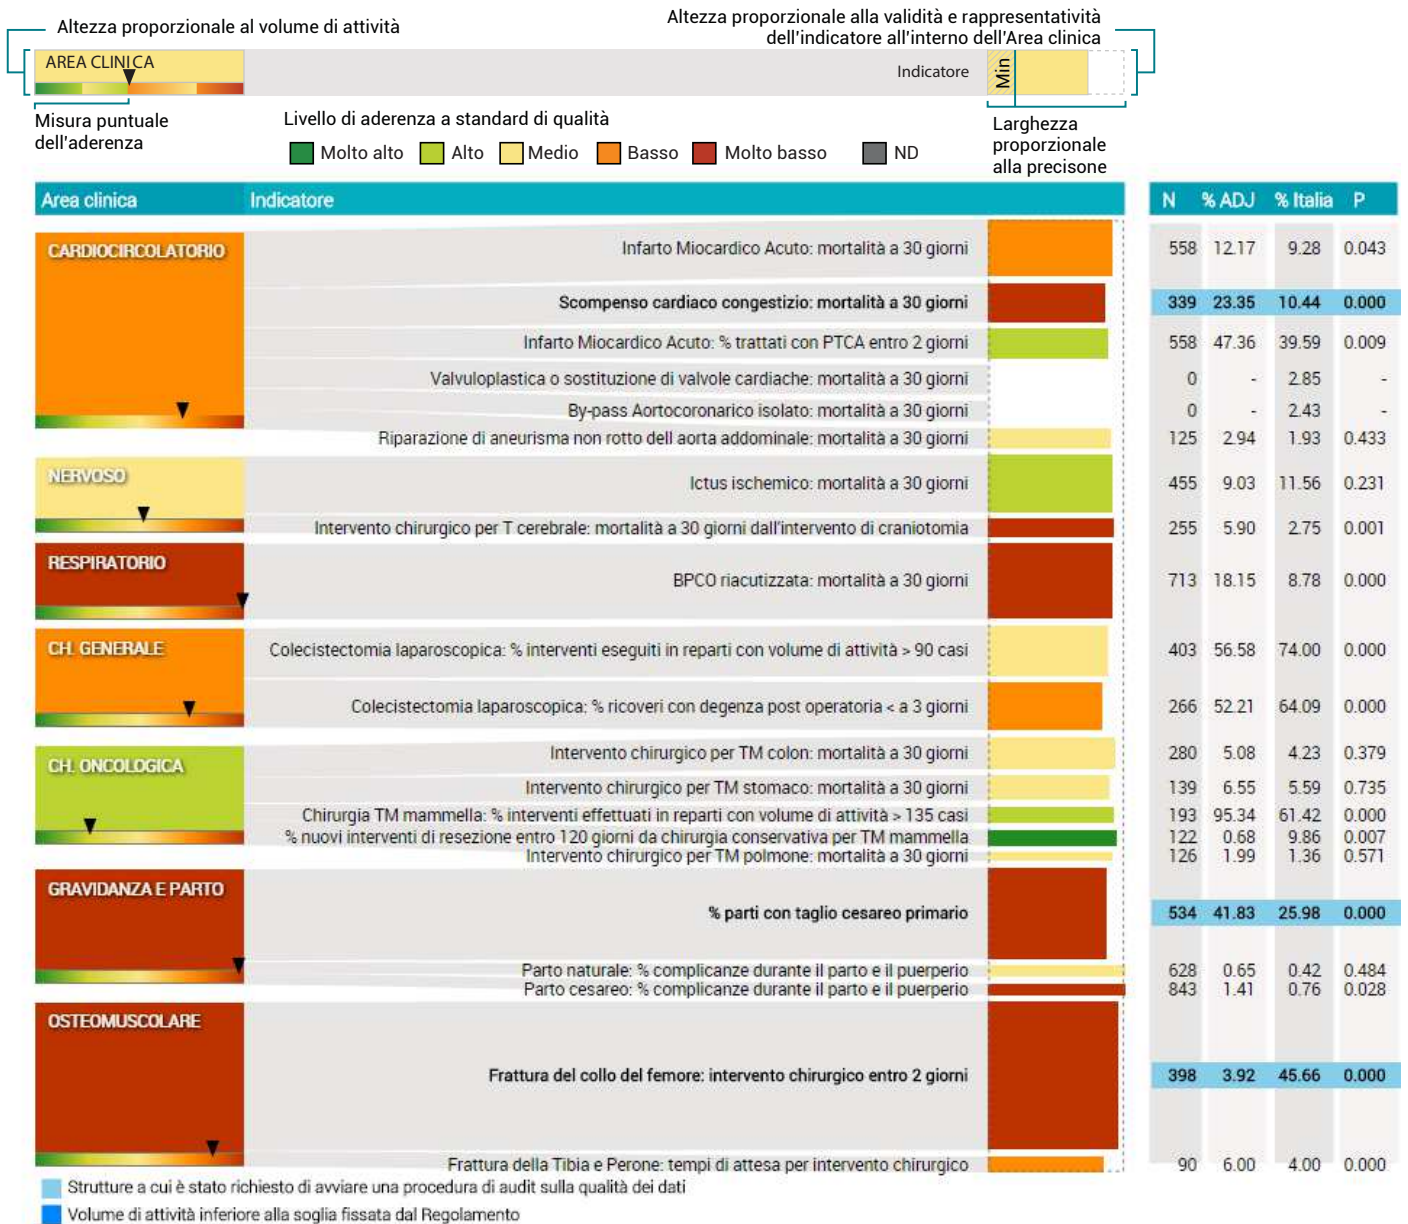 Altezza proporzionale al volume di attività
Altezza proporzionale alla validità e rappresentatività
dell'indicatore all'interno dell'Area clinica
AREA CLINICA
Indicatore
Min
Misura puntuale
dell'aderenza
Livello di aderenza a standard di qualità
Molto alto Alto Medio Basso Molto basso ND
Larghezza
proporzionale
alla precisone
Area clinica Indicatore N % ADJ % Italia P
CARDIOCIRCOLATORIO
Infarto Miocardico Acuto: mortalità a 30 giorni 558 12.17 9.28 0.043
Scompenso cardiaco congestizio: mortalità a 30 giorni 339 23.35 10.44 0.000
Infarto Miocardico Acuto: % trattati con PTCA entro 2 giorni 558 47.36 39.59 0.009
Valvuloplastica o sostituzione di valvole cardiache: mortalità a 30 giorni 0 - 2.85 -
By-pass Aortocoronarico isolato: mortalità a 30 giorni 0 - 2.43 -
Riparazione di aneurisma non rotto dell aorta addominale: mortalità a 30 giorni 125 2.94 1.93 0.433
NERVOSO
Ictus ischemico: mortalità a 30 giorni 455 9.03 11.56 0.231
Intervento chirurgico per T cerebrale: mortalità a 30 giorni dall'intervento di craniotomia 255 5.90 2.75 0.001
RESPIRATORIO
BPCO riacutizzata: mortalità a 30 giorni 713 18.15 8.78 0.000
CH. GENERALE
Colecistectomia laparoscopica: % interventi eseguiti in reparti con volume di attività > 90 casi 403 56.58 74.00 0.000
Colecistectomia laparoscopica: % ricoveri con degenza post operatoria < a 3 giorni 266 52.21 64.09 0.000
CH. ONCOLOGICA
Intervento chirurgico per TM colon: mortalità a 30 giorni 280 5.08 4.23 0.379
Intervento chirurgico per TM stomaco: mortalità a 30 giorni 139 6.55 5.59 0.735
Chirurgia TM mammella: % interventi effettuati in reparti con volume di attività > 135 casi 193 95.34 61.42 0.000
% nuovi interventi di resezione entro 120 giorni da chirurgia conservativa per TM mammella 122 0.68 9.86 0.007
Intervento chirurgico per TM polmone: mortalità a 30 giorni 126 1.99 1.36 0.571
GRAVIDANZA E PARTO
% parti con taglio cesareo primario 534 41.83 25.98 0.000
Parto naturale: % complicanze durante il parto e il puerperio 628 0.65 0.42 0.484
Parto cesareo: % complicanze durante il parto e il puerperio 843 1.41 0.76 0.028
OSTEOMUSCOLARE
Frattura del collo del femore: intervento chirurgico entro 2 giorni 398 3.92 45.66 0.000
Frattura della Tibia e Perone: tempi di attesa per intervento chirurgico 90 6.00 4.00 0.000
Strutture a cui è stato richiesto di avviare una procedura di audit sulla qualità dei dati
Volume di attività inferiore alla soglia fissata dal Regolamento